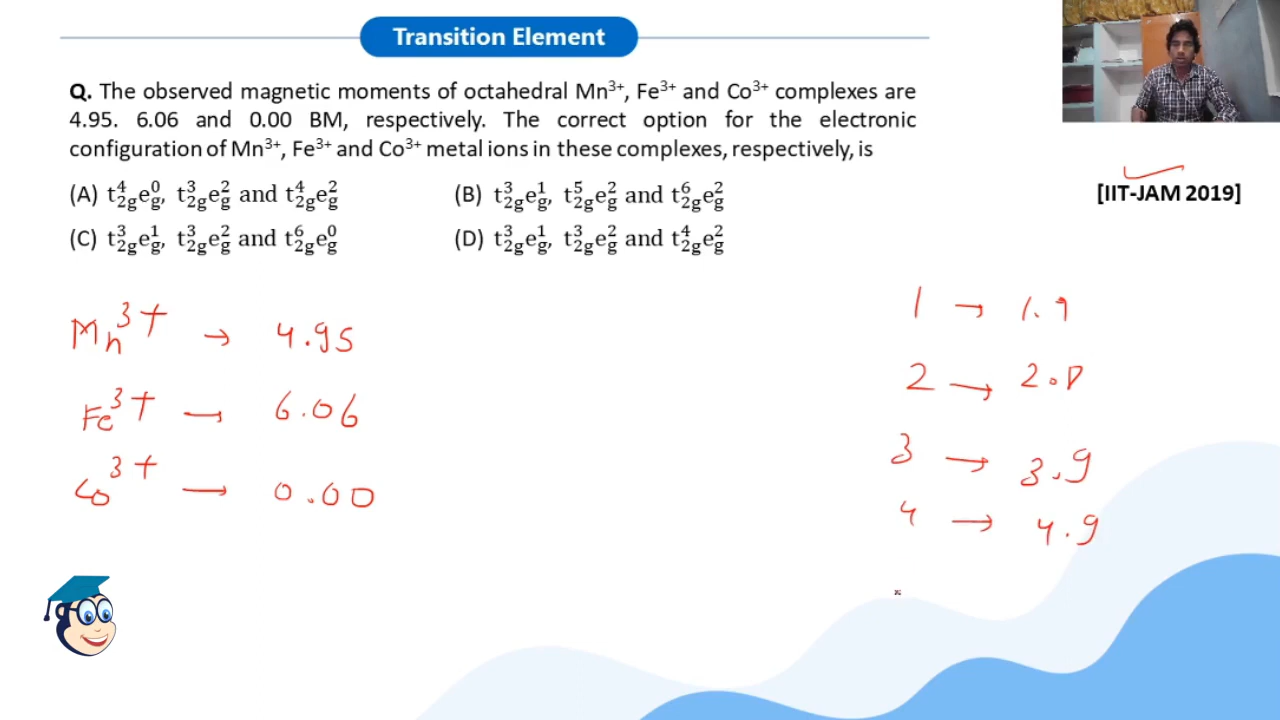 Transition Element
Q. The observed magnetic moments of octahedral Mn³⁺, Fe³⁺ and Co³⁺ complexes are
4.95. 6.06 and 0.00 BM, respectively. The correct option for the electronic
configuration of Mn³⁺, Fe³⁺ and Co³⁺ metal ions in these complexes, respectively, is
[IIT-JAM 2019]
(A) t₂g⁴eg⁰, t₂g³eg² and t₂g⁴eg² (B) t₂g³eg¹, t₂g⁵eg² and t₂g⁶eg²
(C) t₂g³eg¹, t₂g³eg² and t₂g⁶eg⁰ (D) t₂g³eg¹, t₂g³eg² and t₂g⁴eg²
Mn³⁺ → 4.95
Fe³⁺ → 6.06
Co³⁺ → 0.00
1 → 1.9
2 → 2.8
3 → 3.9
4 → 4.9